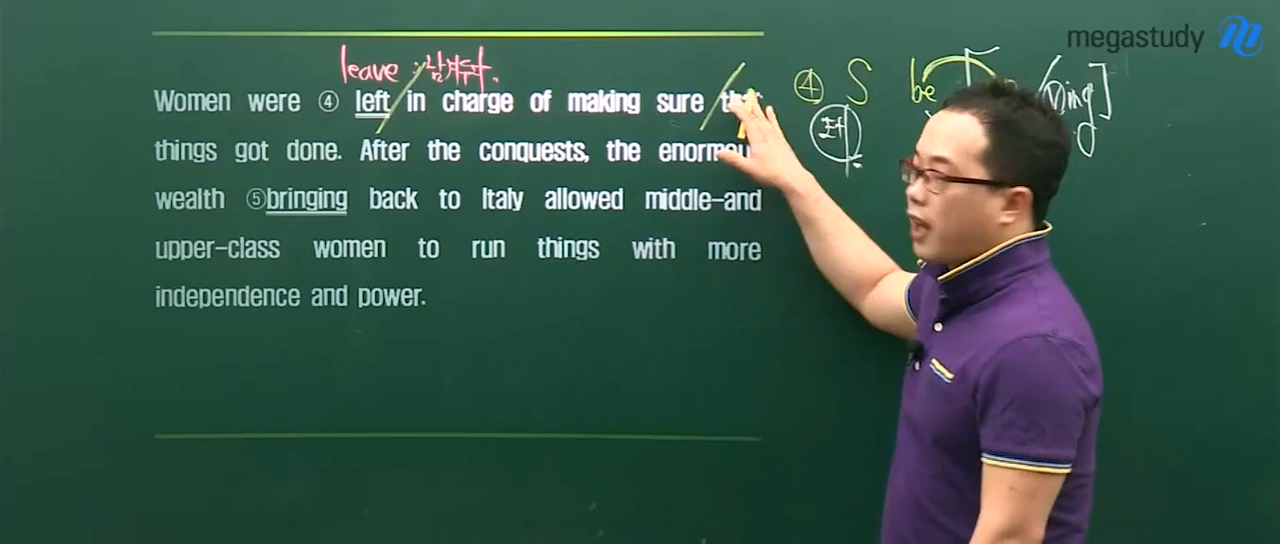 megastudy
leave : 남겨두다.
Women were ④ left in charge of making sure that
things got done. After the conquests, the enormous
wealth ⑤bringing back to Italy allowed middle-and
upper-class women to run things with more
independence and power.
④ S be ing]